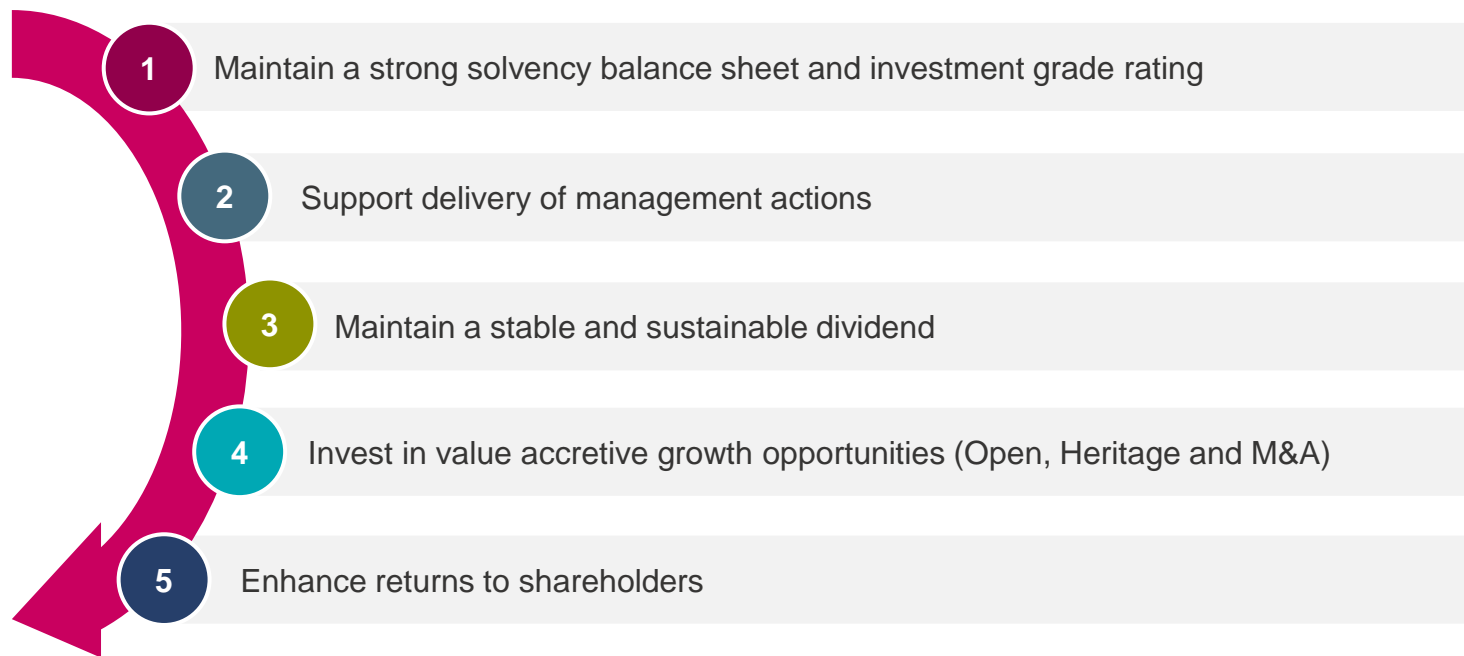 1 Maintain a strong solvency balance sheet and investment grade rating
2 Support delivery of management actions
3 Maintain a stable and sustainable dividend
4 Invest in value accretive growth opportunities (Open, Heritage and M&A)
5 Enhance returns to shareholders